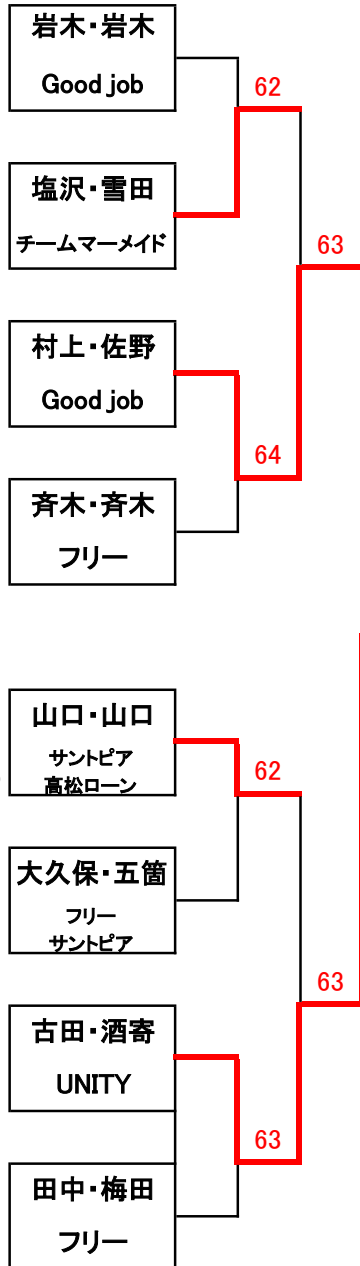 岩木・岩木
Good job
62
塩沢・雪田
チームマーメイド
63
村上・佐野
Good job
64
斉木・斉木
フリー
山口・山口
サントピア
高松ローン
62
大久保・五箇
フリー
サントピア
63
古田・酒寄
UNITY
63
田中・梅田
フリー